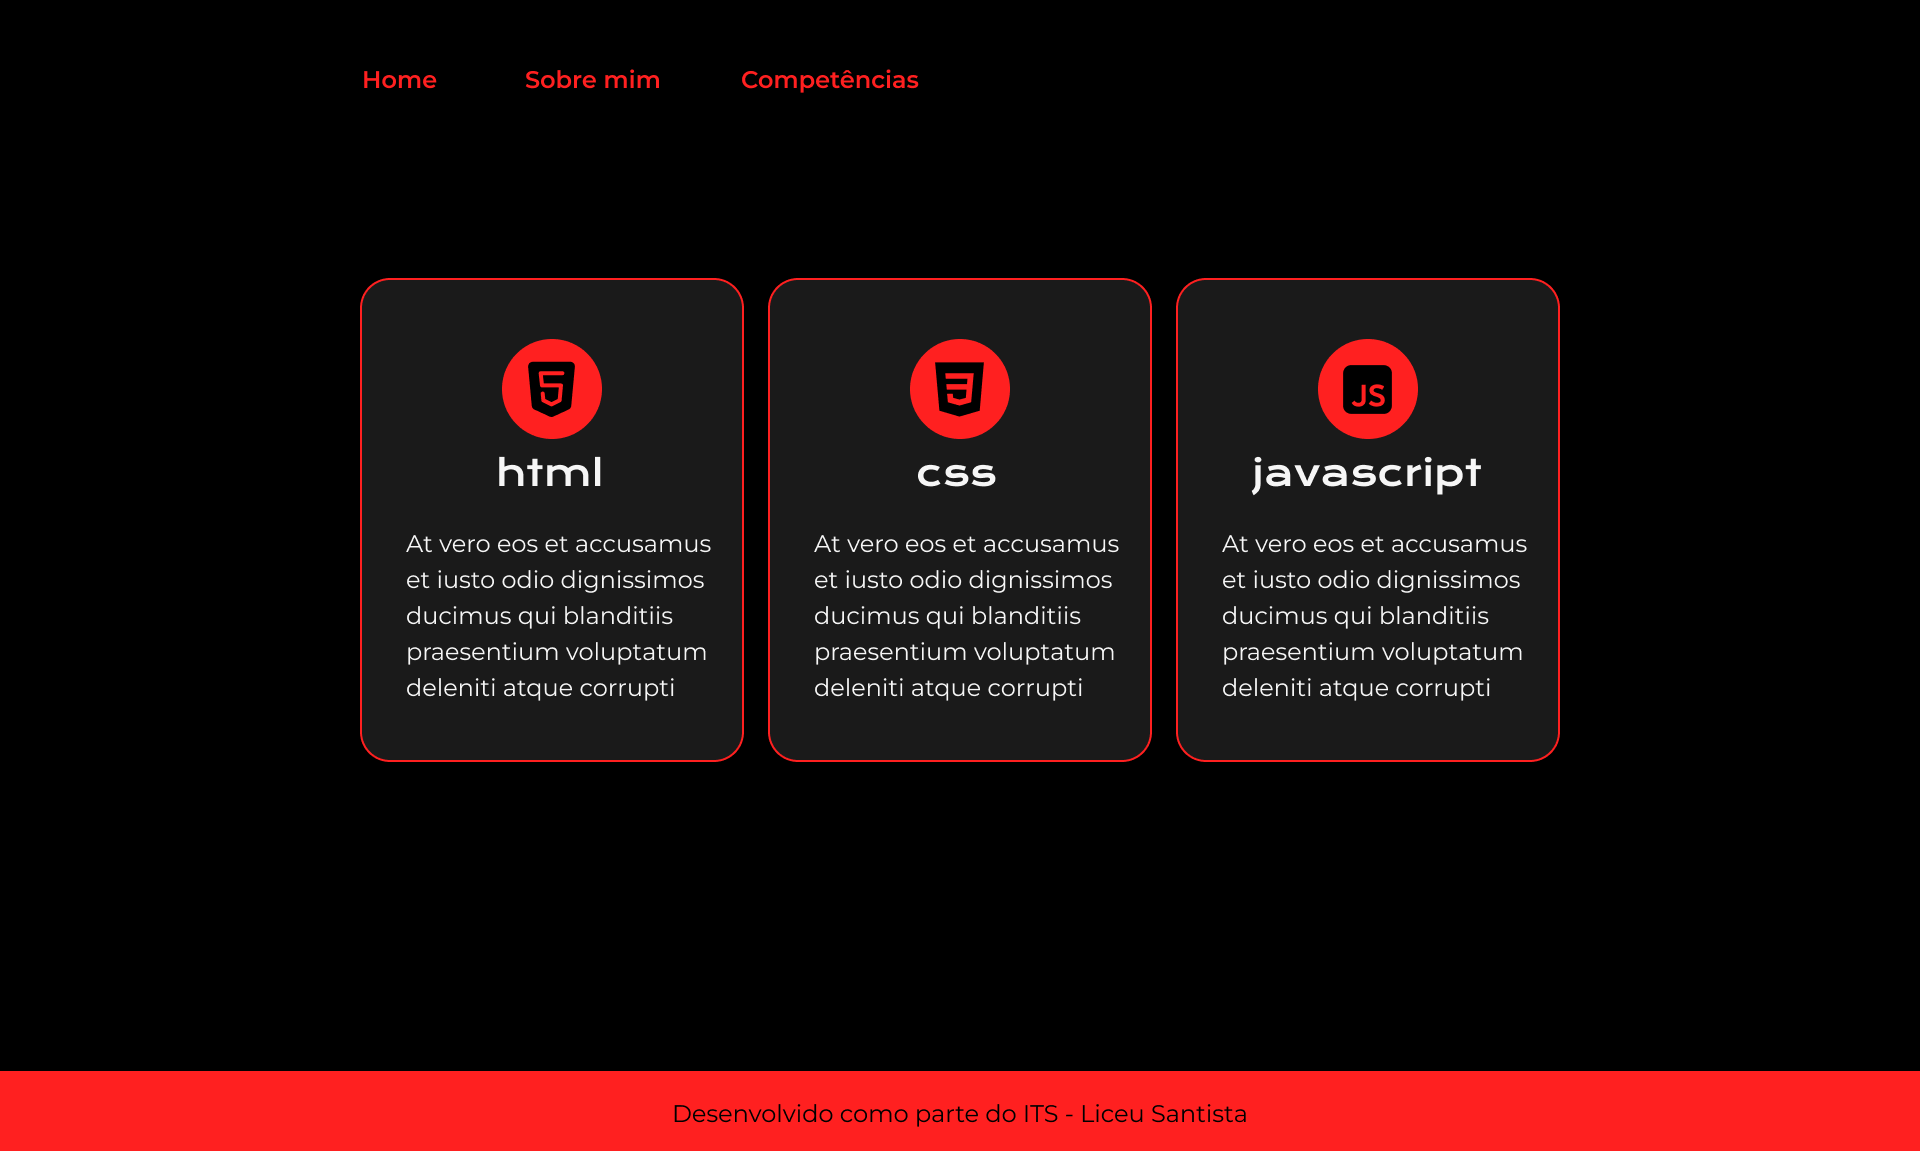 Home Sobre mim Competências
5
html
At vero eos et accusamus
et iusto odio dignissimos
ducimus qui blanditiis
praesentium voluptatum
deleniti atque corrupti
3
css
At vero eos et accusamus
et iusto odio dignissimos
ducimus qui blanditiis
praesentium voluptatum
deleniti atque corrupti
JS
javascript
At vero eos et accusamus
et iusto odio dignissimos
ducimus qui blanditiis
praesentium voluptatum
deleniti atque corrupti
Desenvolvido como parte do ITS - Liceu Santista